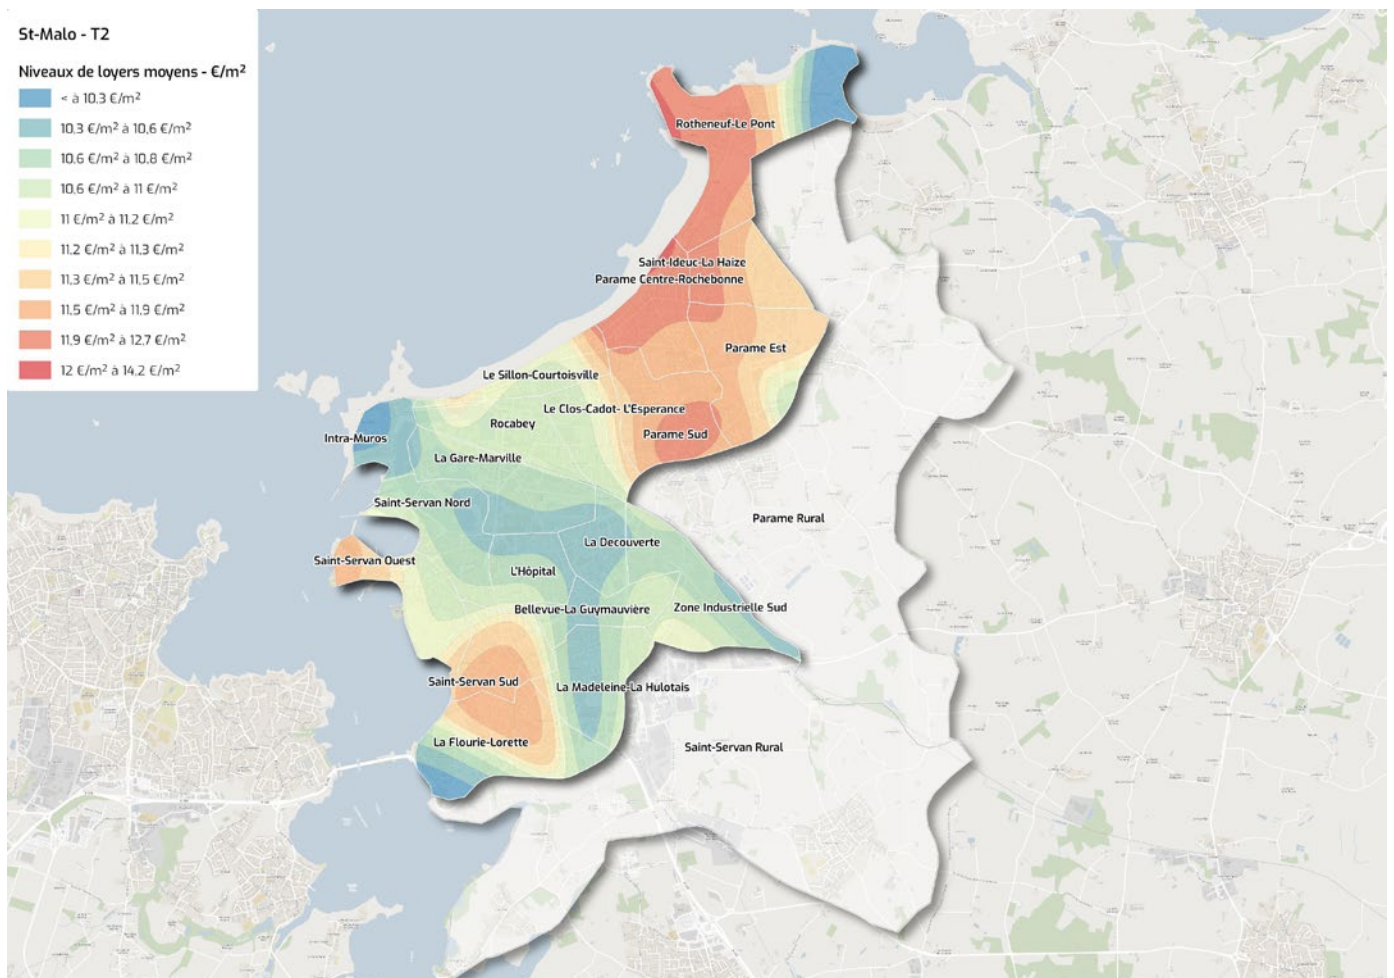 St-Malo - T2
Niveaux de loyers moyens - €/m²
< à 10.3 €/m²
10.3 €/m² à 10.6 €/m²
10.6 €/m² à 10.8 €/m²
10.6 €/m² à 11 €/m²
11 €/m² à 11.2 €/m²
11.2 €/m² à 11.3 €/m²
11.3 €/m² à 11.5 €/m²
11.5 €/m² à 11.9 €/m²
11.9 €/m² à 12.7 €/m²
12 €/m² à 14.2 €/m²
Rotheneuf-Le Pont
Saint-Ideuc-La Haize
Parame Centre-Rochebonne
Parame Est
Le Sillon-Courtoisville
Le Clos-Cadot- L'Esperance
Rocabey
Parame Sud
Intra-Muros
La Gare-Marville
Saint-Servan Nord
Parame Rural
La Decouverte
Saint-Servan Ouest
L'Hôpital
Bellevue-La Guymauvière
Zone Industrielle Sud
Saint-Servan Sud
La Madeleine-La Hulotais
La Flourie-Lorette
Saint-Servan Rural